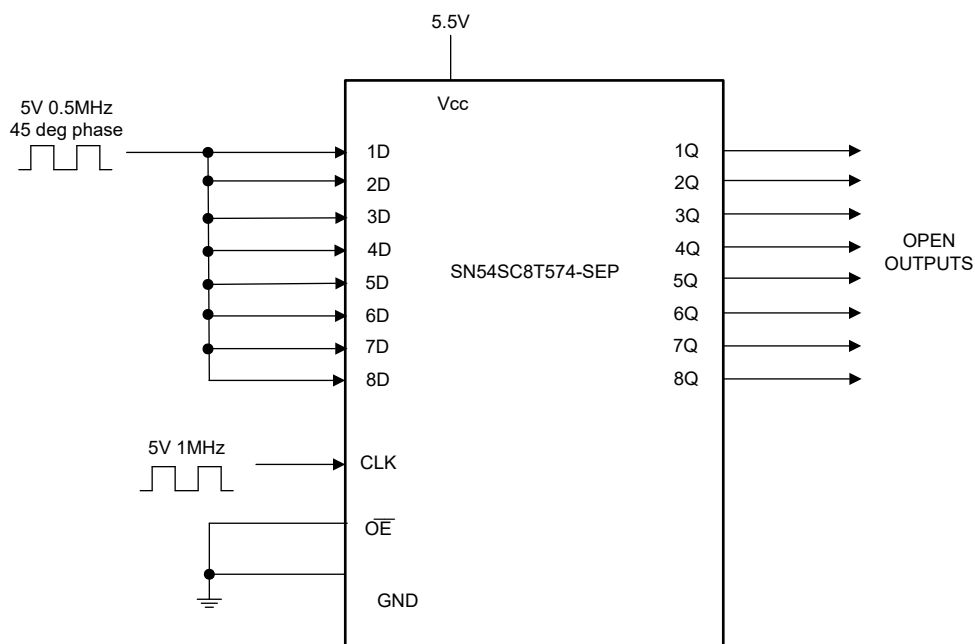 5.5V
Vcc
5V 0.5MHz
45 deg phase
1D
2D
3D
4D
5D
6D
7D
8D
SN54SC8T574-SEP
1Q
2Q
3Q
4Q
5Q
6Q
7Q
8Q
OPEN
OUTPUTS
5V 1MHz
CLK
O̅E̅
GND